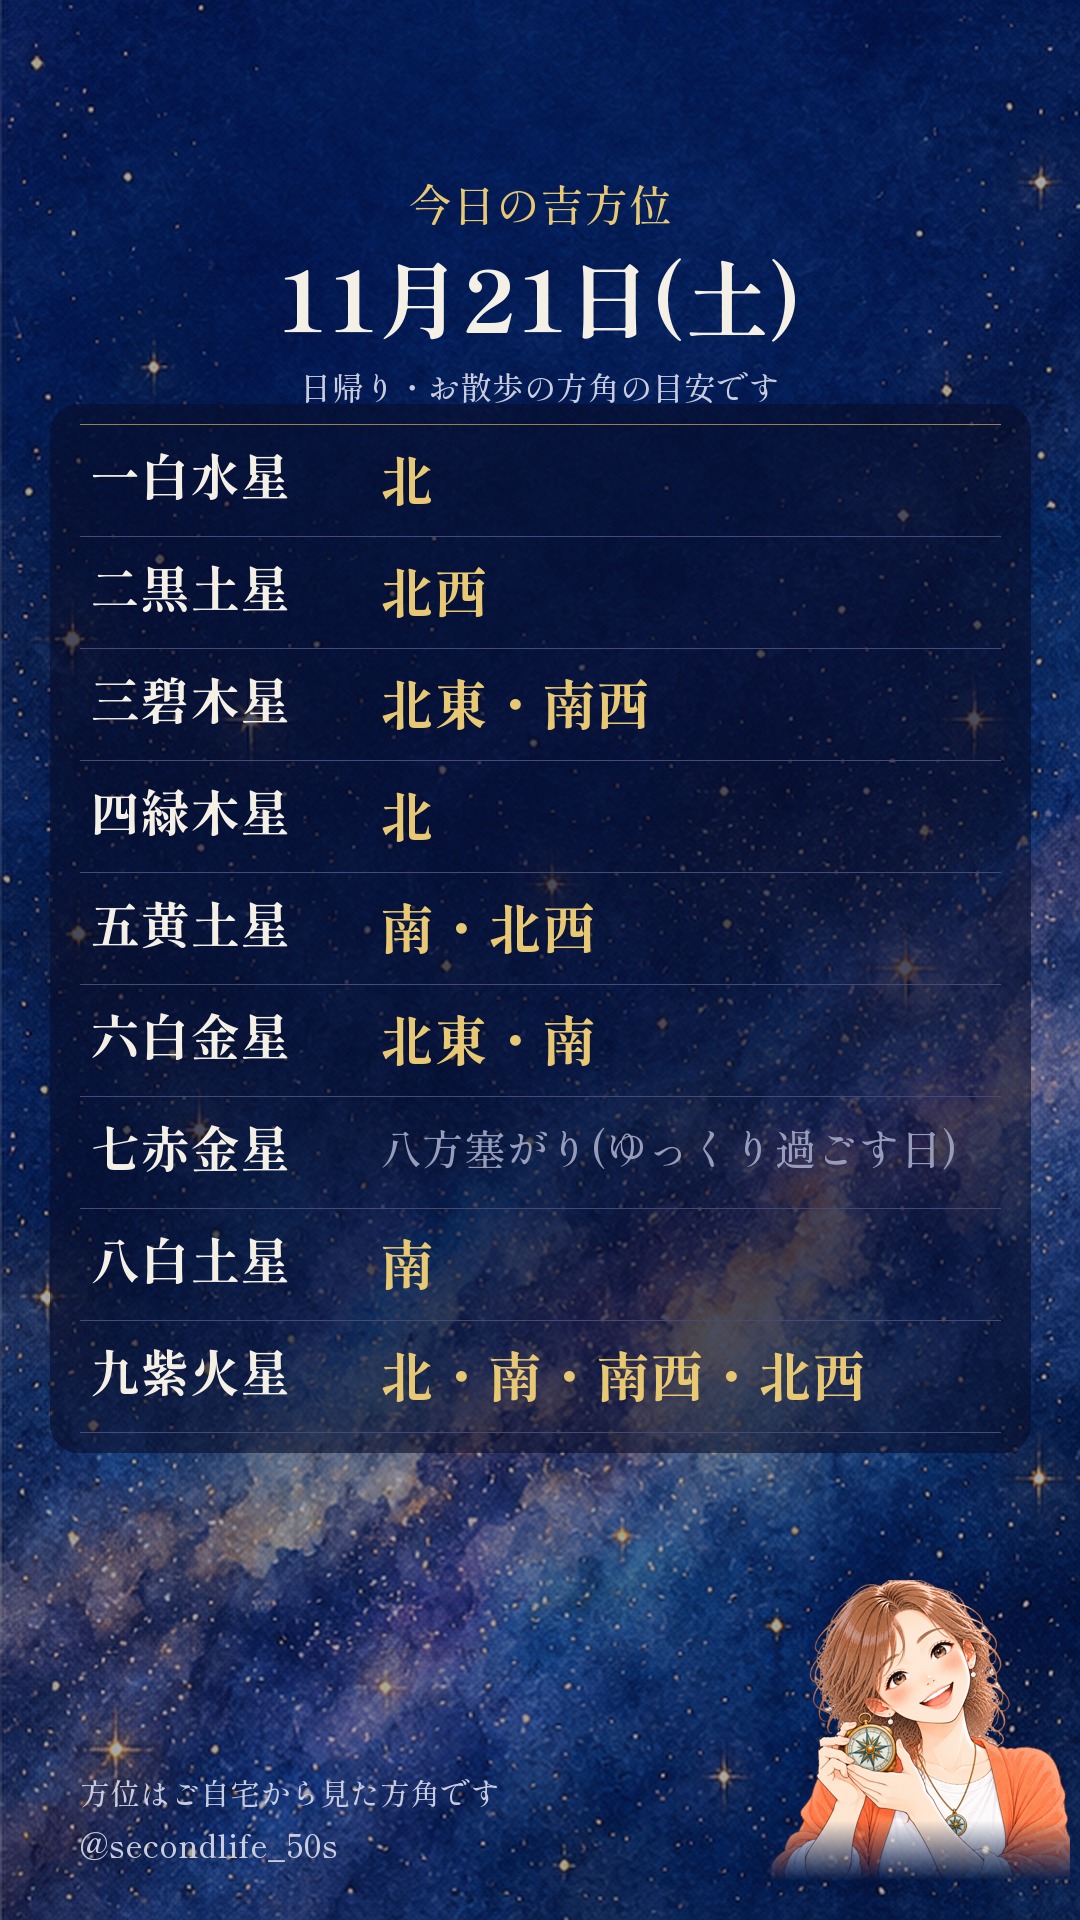 今日の吉方位
11月21日(土)
日帰り・お散歩の方角の目安です
一白水星 北
二黒土星 北西
三碧木星 北東・南西
四緑木星 北
五黄土星 南・北西
六白金星 北東・南
七赤金星 八方塞がり(ゆっくり過ごす日)
八白土星 南
九紫火星 北・南・南西・北西
方位はご自宅から見た方角です
@secondlife_50s